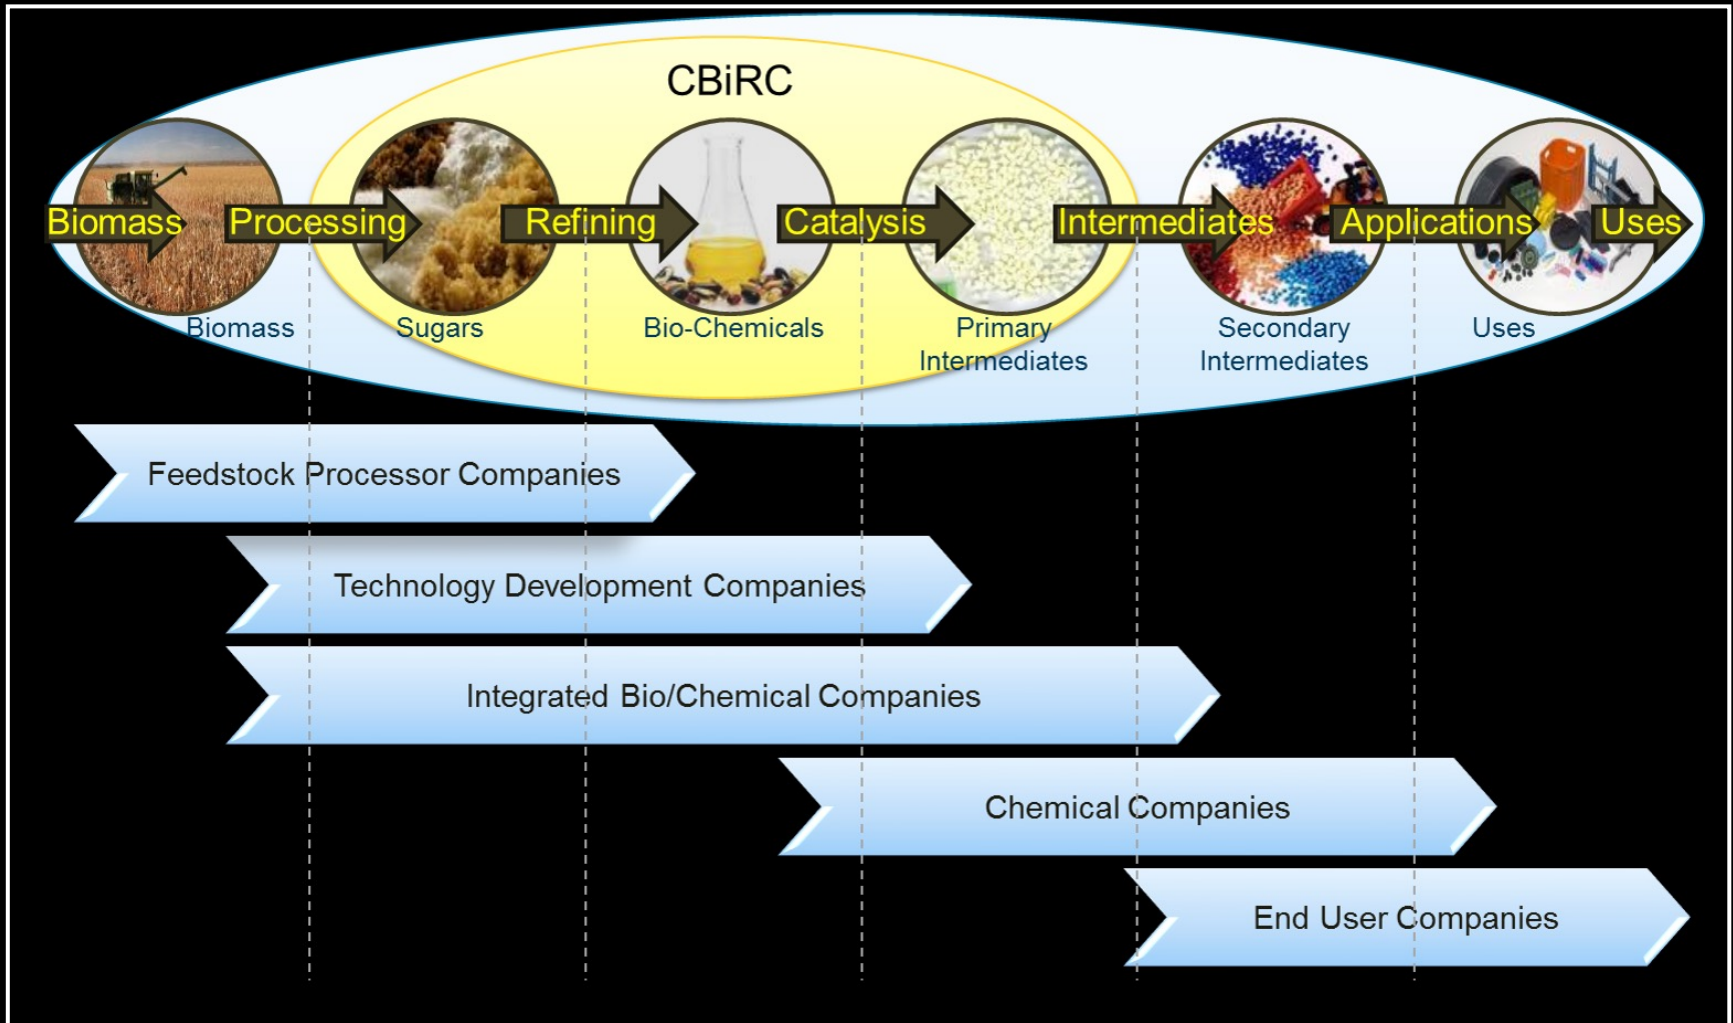 CBiRC
Biomass
Processing
Refining
Catalysis
Intermediates
Applications
Uses
Biomass
Sugars
Bio-Chemicals
Primary
Intermediates
Secondary
Intermediates
Uses
Feedstock Processor Companies
Technology Development Companies
Integrated Bio/Chemical Companies
Chemical Companies
End User Companies